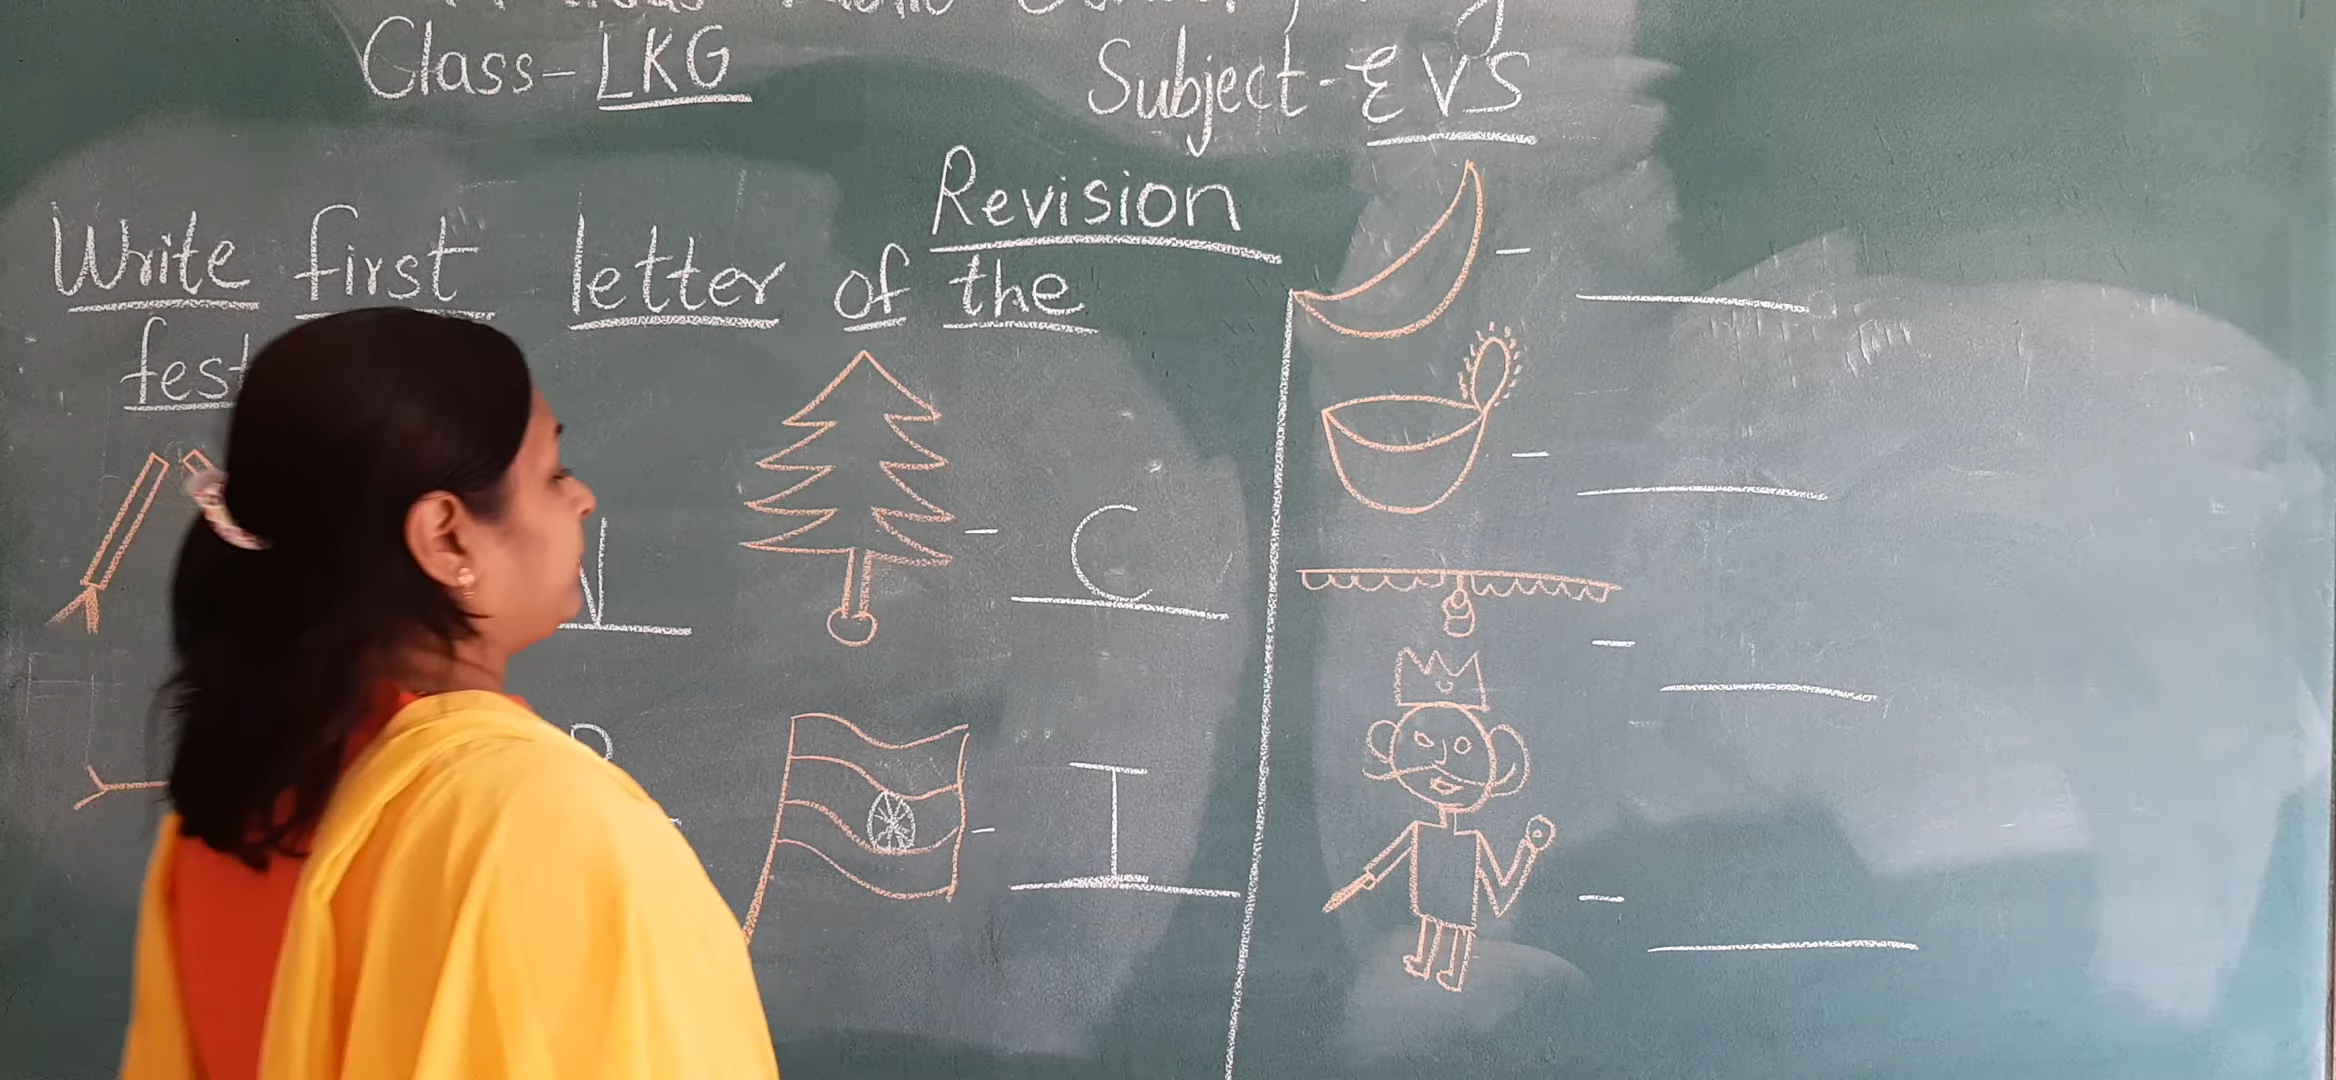 Class-LKG
Subject-EVS
Revision
Write first letter of the
fest
N
C
I